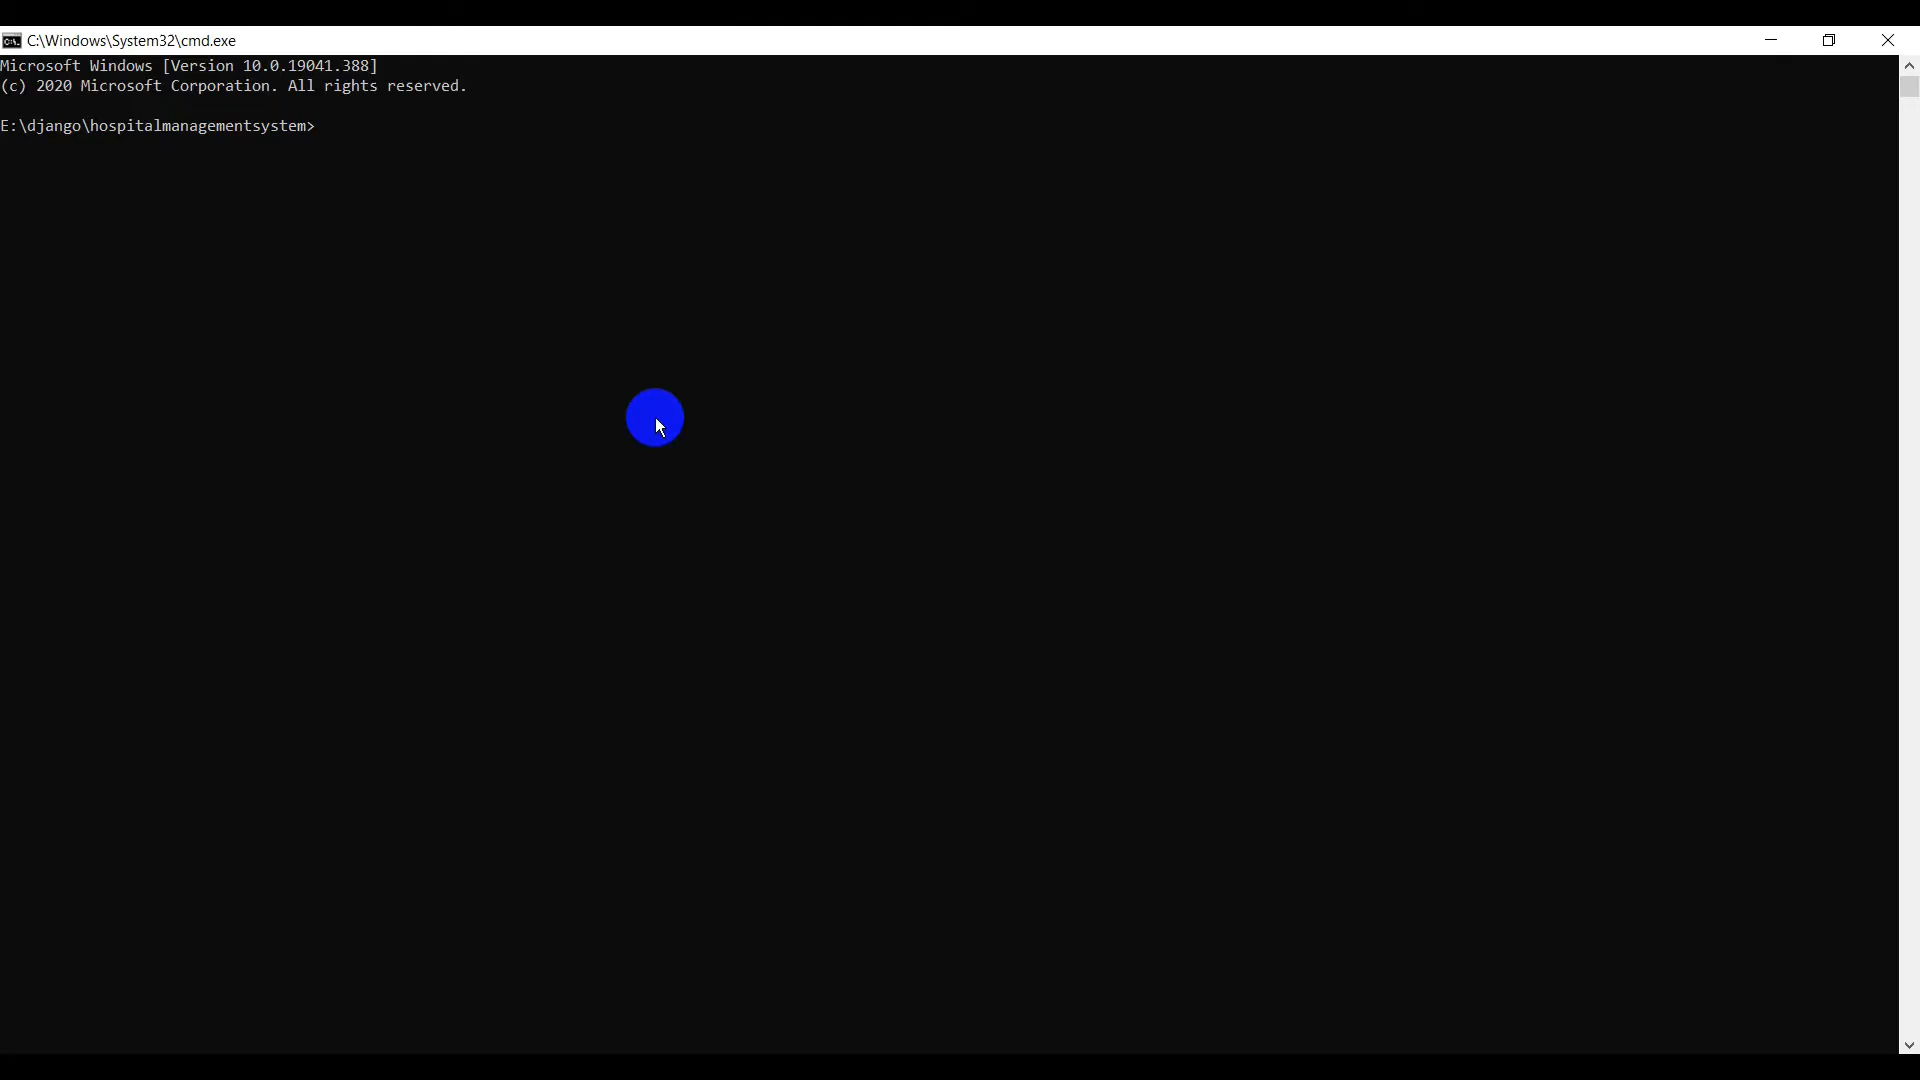 C:\Windows\System32\cmd.exe
Microsoft Windows [Version 10.0.19041.388]
(c) 2020 Microsoft Corporation. All rights reserved.
E:\django\hospitalmanagementsystem>